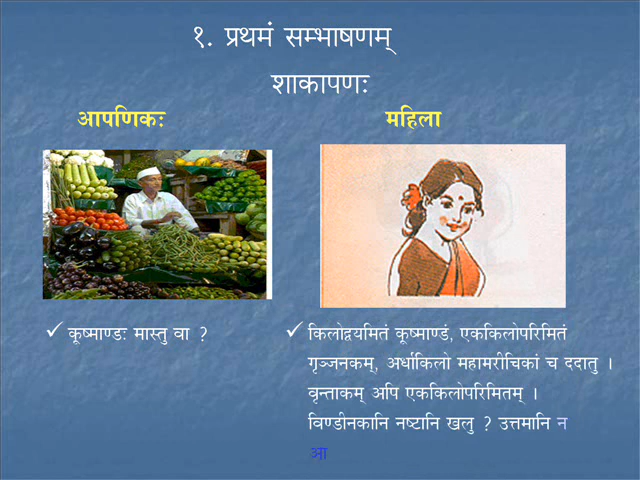 १. प्रथमं सम्भाषणम्
शाकापणः
आपणिकः
महिला
कूष्माण्डः मास्तु वा ?
किलोद्वयमितं कूष्माण्डं, एककिलोपरिमितं
गृञ्जनकम्, अर्धकिलो महामरीचिकां च ददातु ।
वृन्ताकम् अपि एककिलोपरिमितम् ।
विण्डीनकानि नष्टानि खलु ? उत्तमानि न
आ